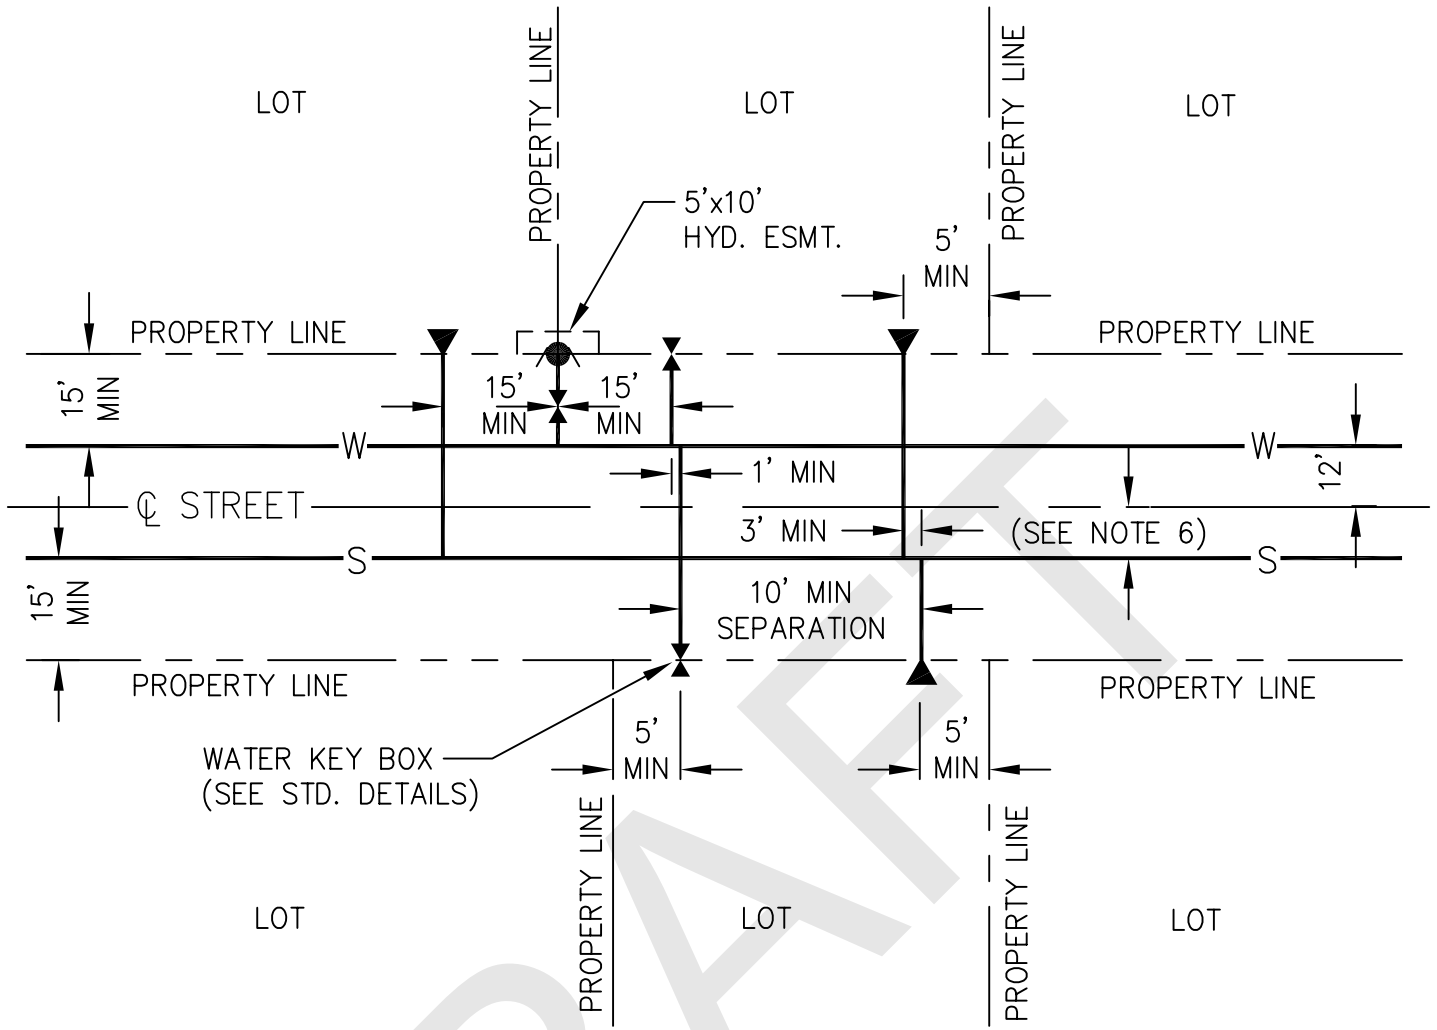 LOT
PROPERTY LINE
LOT
PROPERTY LINE
LOT
5'x10'
HYD. ESMT.
5'
MIN
PROPERTY LINE
PROPERTY LINE
15'
MIN
15'
MIN
15'
MIN
W
W
1' MIN
12'
℄ STREET
3' MIN
(SEE NOTE 6)
S
S
15'
MIN
10' MIN
SEPARATION
PROPERTY LINE
PROPERTY LINE
WATER KEY BOX
(SEE STD. DETAILS)
5'
MIN
5'
MIN
PROPERTY LINE
PROPERTY LINE
LOT
LOT
LOT
DRAFT